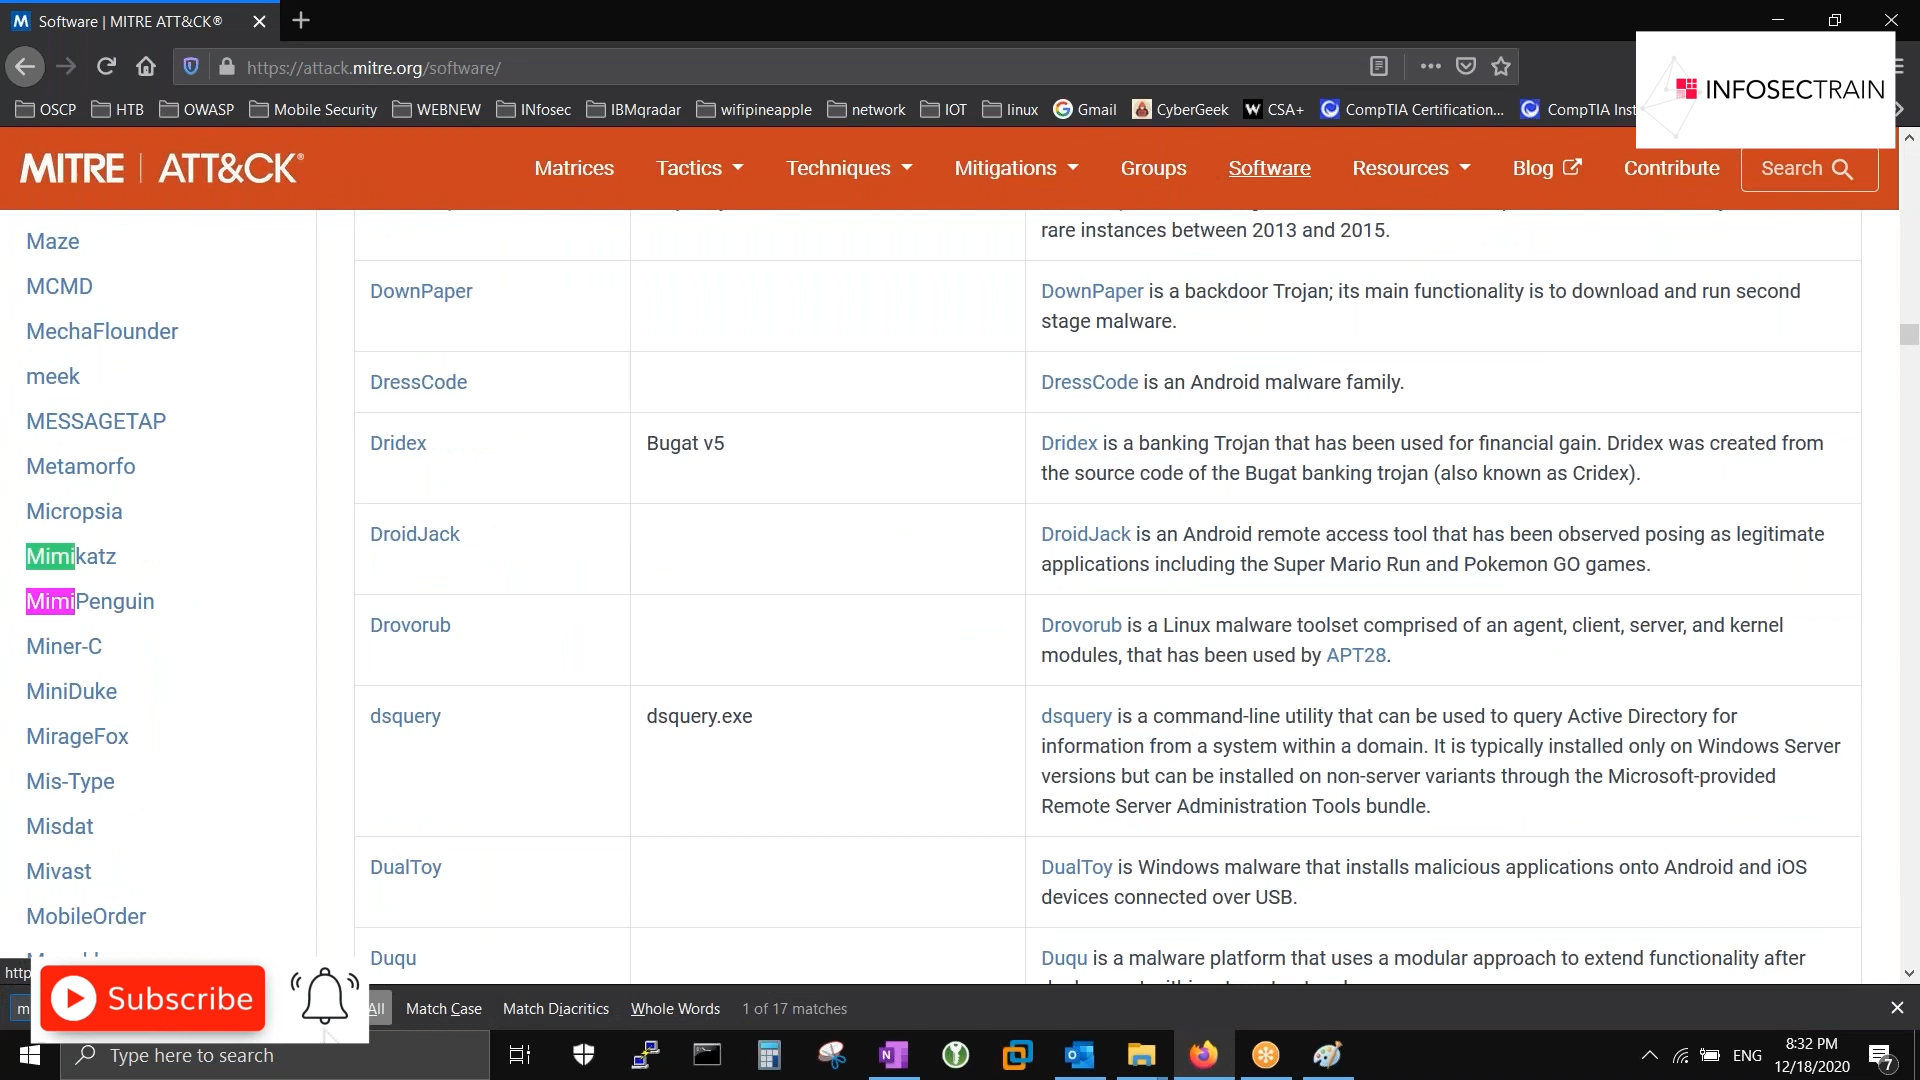 Software | MITRE ATT&CK®
https://attack.mitre.org/software/
OSCP HTB OWASP Mobile Security WEBNEW INfosec IBMqradar wifipineapple network IOT linux Gmail CyberGeek CSA+ CompTIA Certification... CompTIA Inst
INFOSECTRAIN
MITRE | ATT&CK®
Matrices Tactics Techniques Mitigations Groups Software Resources Blog Contribute Search
Maze
MCMD
MechaFlounder
meek
MESSAGETAP
Metamorfo
Micropsia
Mimikatz
MimiPenguin
Miner-C
MiniDuke
MirageFox
Mis-Type
Misdat
Mivast
MobileOrder
rare instances between 2013 and 2015.
DownPaper
DownPaper is a backdoor Trojan; its main functionality is to download and run second
stage malware.
DressCode
DressCode is an Android malware family.
Dridex
Bugat v5
Dridex is a banking Trojan that has been used for financial gain. Dridex was created from
the source code of the Bugat banking trojan (also known as Cridex).
DroidJack
DroidJack is an Android remote access tool that has been observed posing as legitimate
applications including the Super Mario Run and Pokemon GO games.
Drovorub
Drovorub is a Linux malware toolset comprised of an agent, client, server, and kernel
modules, that has been used by APT28.
dsquery
dsquery.exe
dsquery is a command-line utility that can be used to query Active Directory for
information from a system within a domain. It is typically installed only on Windows Server
versions but can be installed on non-server variants through the Microsoft-provided
Remote Server Administration Tools bundle.
DualToy
DualToy is Windows malware that installs malicious applications onto Android and iOS
devices connected over USB.
Duqu
Duqu is a malware platform that uses a modular approach to extend functionality after
http
Subscribe
m
All Match Case Match Diacritics Whole Words 1 of 17 matches
Type here to search
ENG
8:32 PM
12/18/2020
7